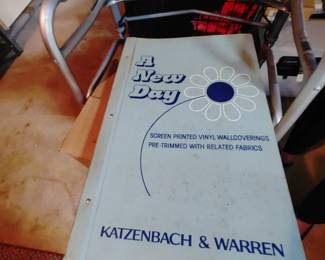 A
New
Day
SCREEN PRINTED VINYL WALLCOVERINGS
PRE-TRIMMED WITH RELATED FABRICS
KATZENBACH & WARREN